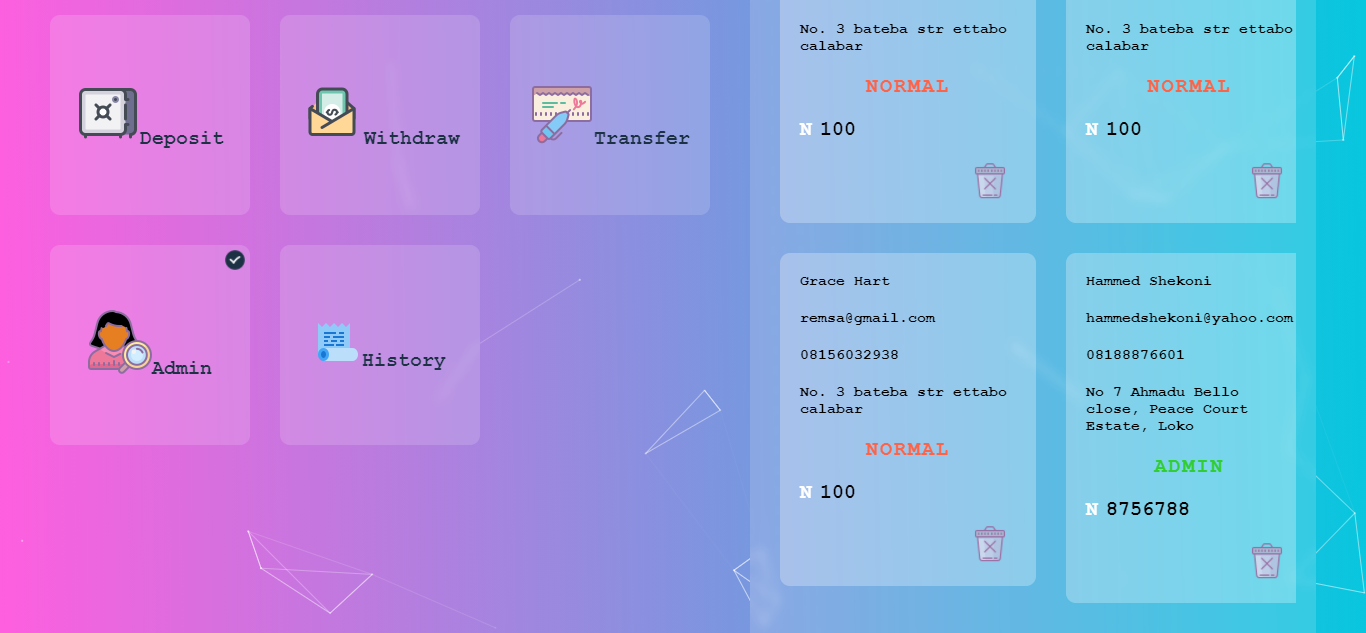 Deposit
Withdraw
Transfer
Admin
History
No. 3 bateba str ettabo
calabar
NORMAL
N 100
No. 3 bateba str ettabo
calabar
NORMAL
N 100
Grace Hart
remsa@gmail.com
08156032938
No. 3 bateba str ettabo
calabar
NORMAL
N 100
Hammed Shekoni
hammedshekoni@yahoo.com
08188876601
No 7 Ahmadu Bello
close, Peace Court
Estate, Loko
ADMIN
N 8756788